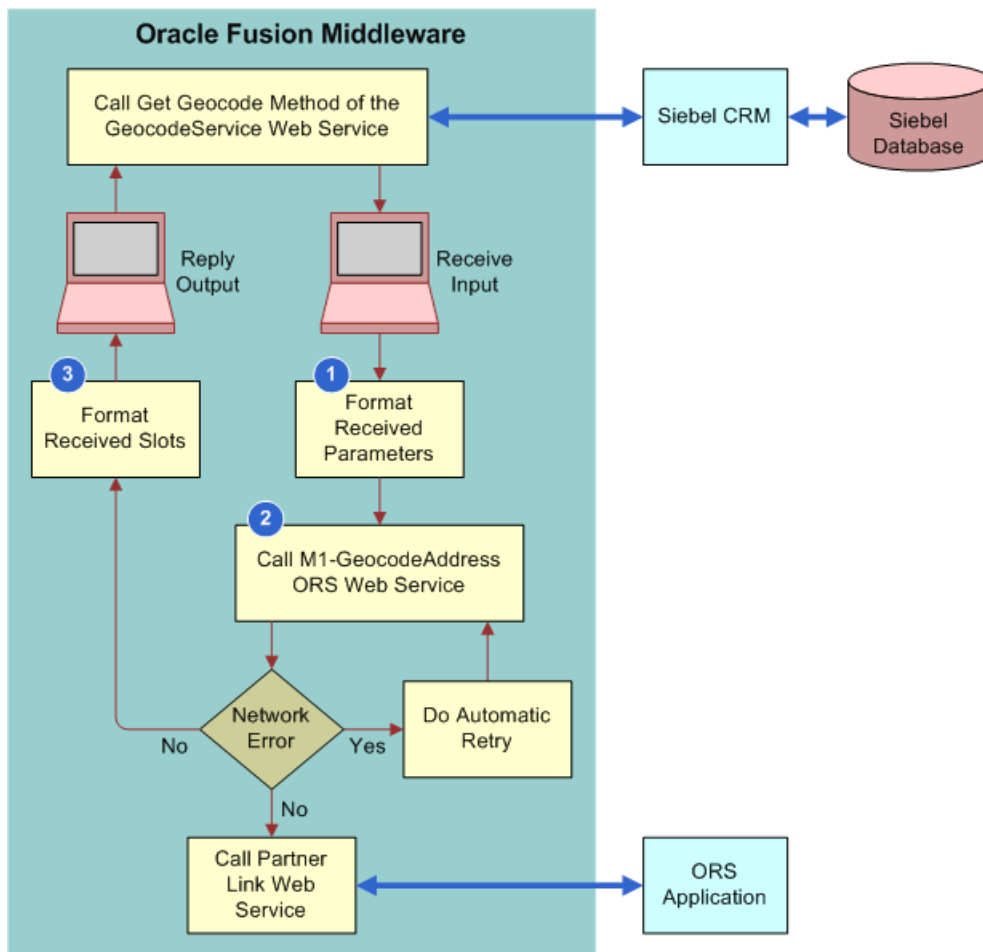 Oracle Fusion Middleware
Call Get Geocode Method of the
GeocodeService Web Service
Siebel CRM
Siebel
Database
Reply
Output
Receive
Input
3
Format
Received Slots
1
Format
Received
Parameters
2
Call M1-GeocodeAddress
ORS Web Service
Network
Error
No
Yes
Do Automatic
Retry
No
Call Partner
Link Web
Service
ORS
Application